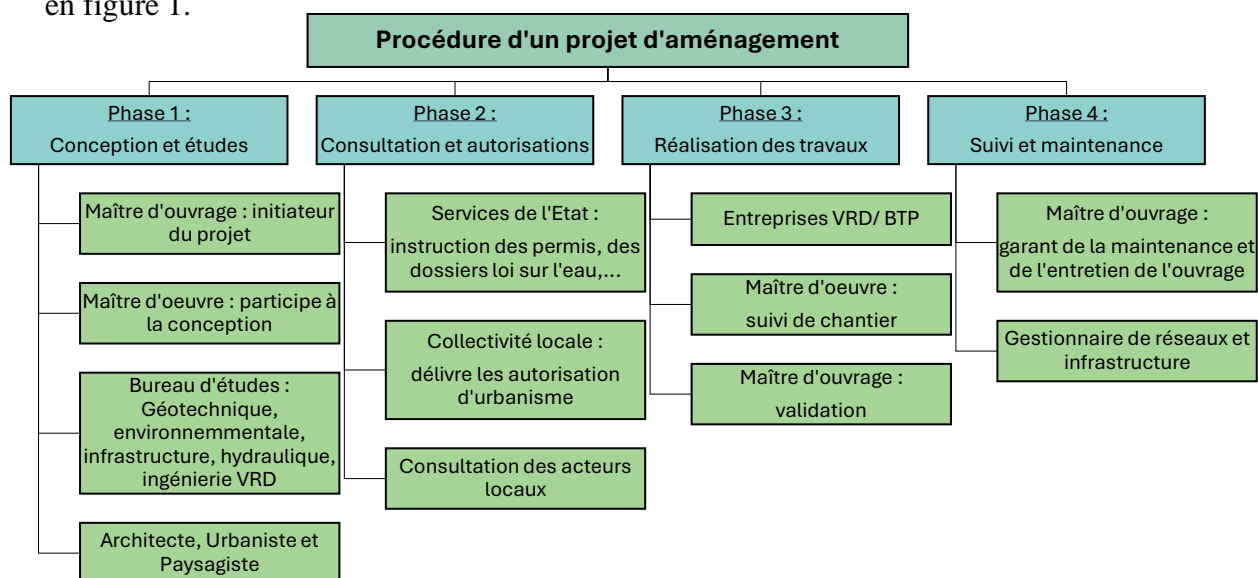 en figure 1.
Procédure d'un projet d'aménagement
Phase 1 :
Conception et études
Maître d'ouvrage : initiateur
du projet
Maître d'oeuvre : participe à
la conception
Bureau d'études :
Géotechnique,
environnemmentale,
infrastructure, hydraulique,
ingénierie VRD
Architecte, Urbaniste et
Paysagiste
Phase 2 :
Consultation et autorisations
Services de l'Etat :
instruction des permis, des
dossiers loi sur l'eau,...
Collectivité locale :
délivre les autorisation
d'urbanisme
Consultation des acteurs
locaux
Phase 3 :
Réalisation des travaux
Entreprises VRD/ BTP
Maître d'oeuvre :
suivi de chantier
Maître d'ouvrage :
validation
Phase 4 :
Suivi et maintenance
Maître d'ouvrage :
garant de la maintenance et
de l'entretien de l'ouvrage
Gestionnaire de réseaux et
infrastructure